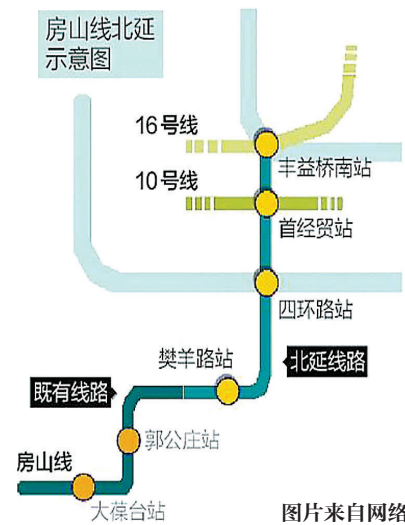 房山线北延
示意图
16号线
丰益桥南站
10号线
首经贸站
四环路站
樊羊路站
北延线路
既有线路
郭公庄站
房山线
大葆台站
图片来自网络